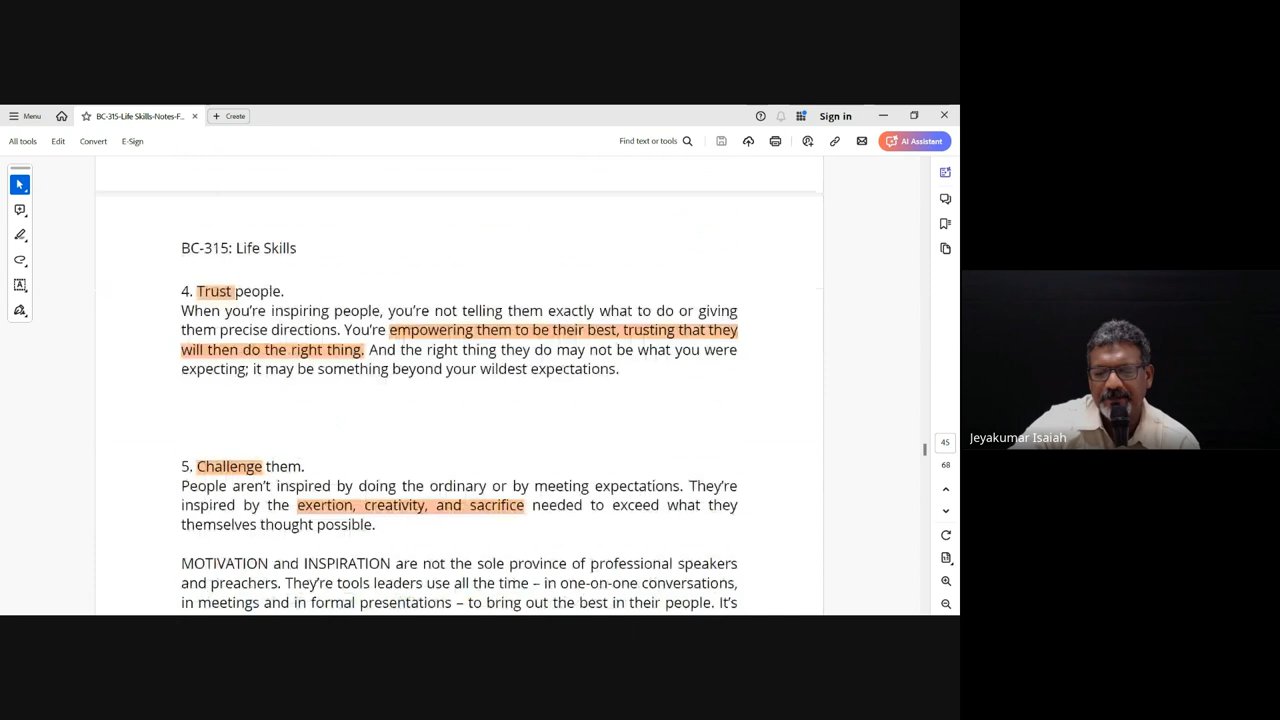 Menu
BC-315-Life Skills-Notes-F...
Create
Sign in
All tools
Edit
Convert
E-Sign
Find text or tools
AI Assistant
BC-315: Life Skills
4. Trust people.
When you’re inspiring people, you’re not telling them exactly what to do or giving
them precise directions. You're empowering them to be their best, trusting that they
will then do the right thing. And the right thing they do may not be what you were
expecting; it may be something beyond your wildest expectations.
5. Challenge them.
People aren’t inspired by doing the ordinary or by meeting expectations. They’re
inspired by the exertion, creativity, and sacrifice needed to exceed what they
themselves thought possible.
MOTIVATION and INSPIRATION are not the sole province of professional speakers
and preachers. They’re tools leaders use all the time – in one-on-one conversations,
in meetings and in formal presentations – to bring out the best in their people. It’s
45
68
Jeyakumar Isaiah